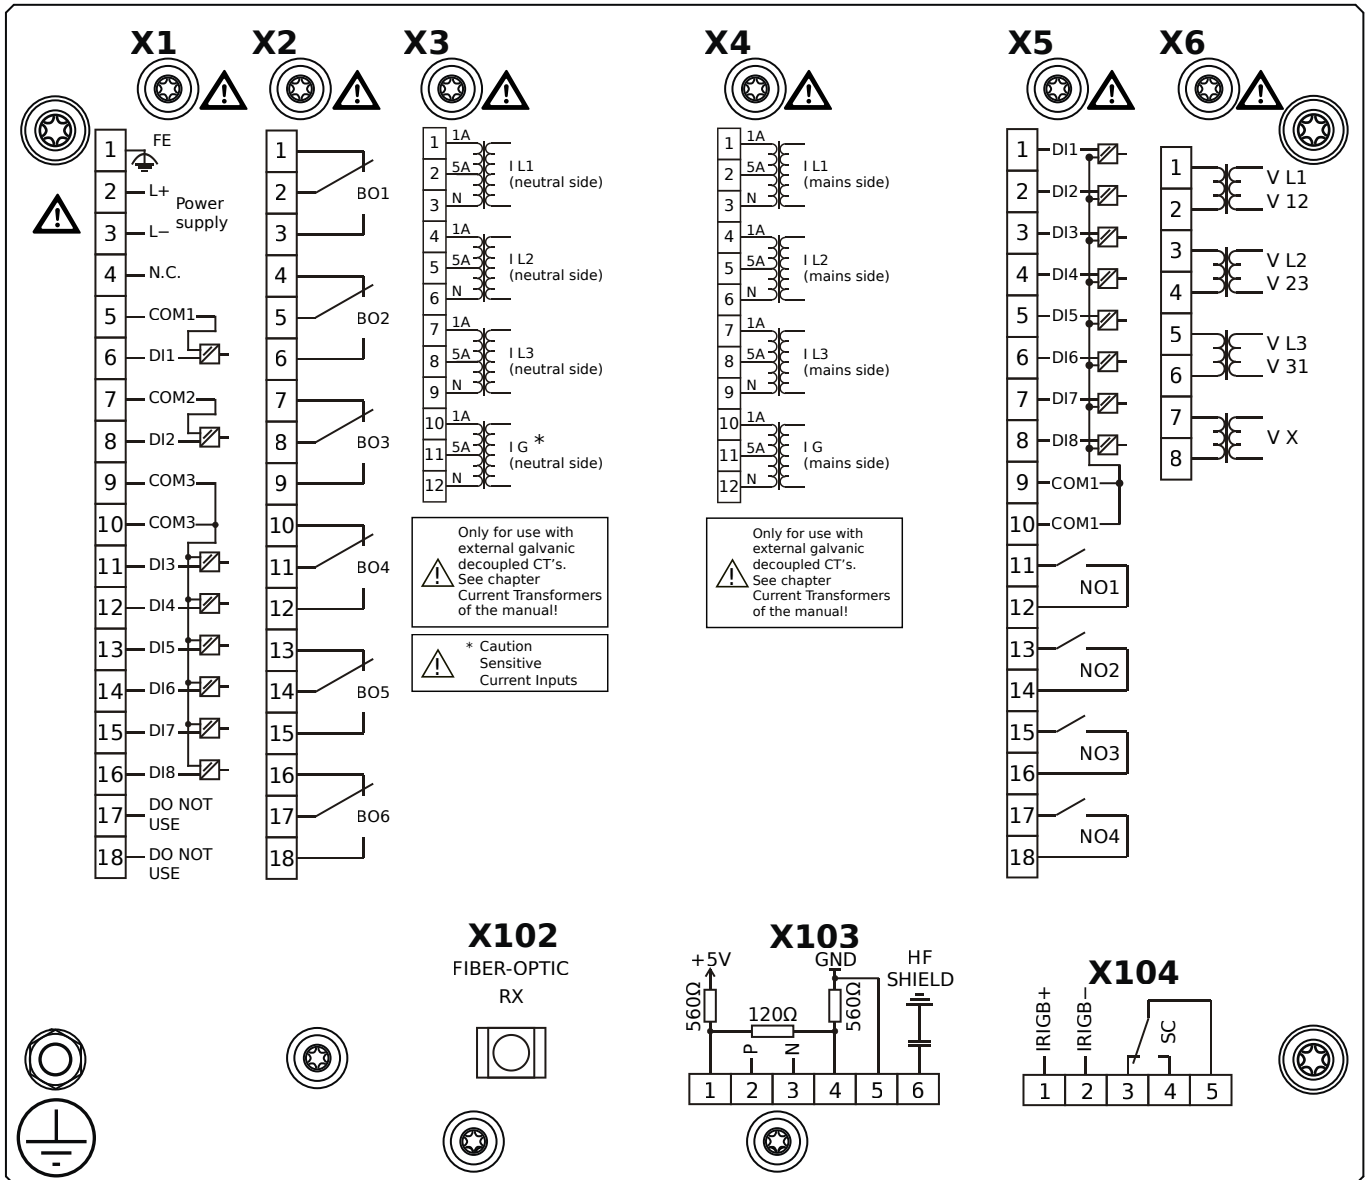 X1
X2
X3
X4
X5
X6
1
FE
2
L+
Power
supply
3
L−
4
N.C.
5
COM1
6
DI1
7
COM2
8
DI2
9
COM3
10
COM3
11
DI3
12
DI4
13
DI5
14
DI6
15
DI7
16
DI8
17
DO NOT
USE
18
DO NOT
USE
1
2
BO1
3
4
5
BO2
6
7
8
BO3
9
10
11
BO4
12
13
14
BO5
15
16
17
BO6
18
1
1A
2
5A
I L1
(neutral side)
3
N
4
1A
5
5A
I L2
(neutral side)
6
N
7
1A
8
5A
I L3
(neutral side)
9
N
10
1A
11
5A
I G *
(neutral side)
12
N
Only for use with
external galvanic
decoupled CT's.
See chapter
Current Transformers
of the manual!
* Caution
Sensitive
Current Inputs
1
1A
2
5A
I L1
(mains side)
3
N
4
1A
5
5A
I L2
(mains side)
6
N
7
1A
8
5A
I L3
(mains side)
9
N
10
1A
11
5A
I G
(mains side)
12
N
Only for use with
external galvanic
decoupled CT's.
See chapter
Current Transformers
of the manual!
1
DI1
2
DI2
3
DI3
4
DI4
5
DI5
6
DI6
7
DI7
8
DI8
9
COM1
10
COM1
11
NO1
12
13
NO2
14
15
NO3
16
17
NO4
18
1
V L1
2
V 12
3
V L2
4
V 23
5
V L3
6
V 31
7
V X
8
X102
FIBER-OPTIC
RX
X103
+5V
GND
HF
SHIELD
560Ω
120Ω
560Ω
P
N
1 2 3 4 5 6
X104
IRIGB+
IRIGB−
SC
1 2 3 4 5